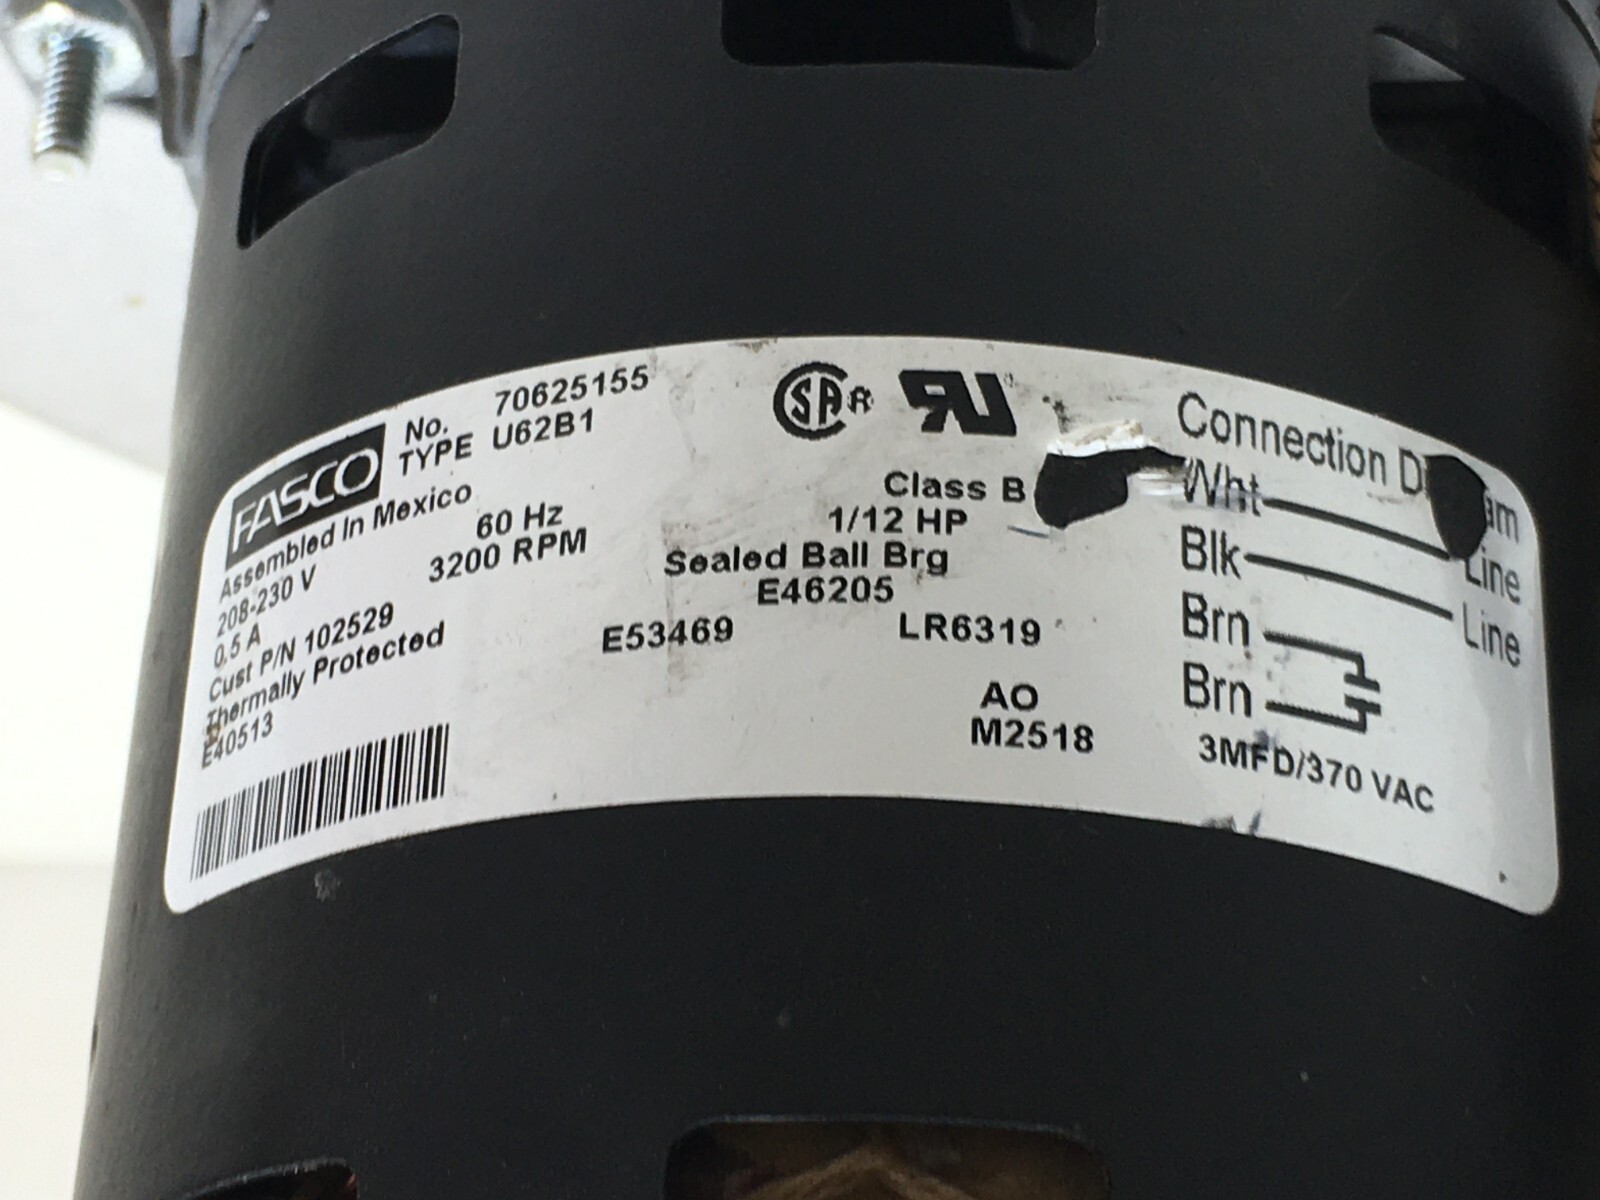 FASCO
No. 70625155
TYPE U62B1
Assembled In Mexico
208-230 V 60 Hz
0.5 A 3200 RPM
Cust P/N 102529
Thermally Protected
E40513
Class B
1/12 HP
Sealed Ball Brg
E46205
E53469 LR6319
AO
M2518
Connection
Wht Line
Blk Line
Brn
Brn
3MFD/370 VAC